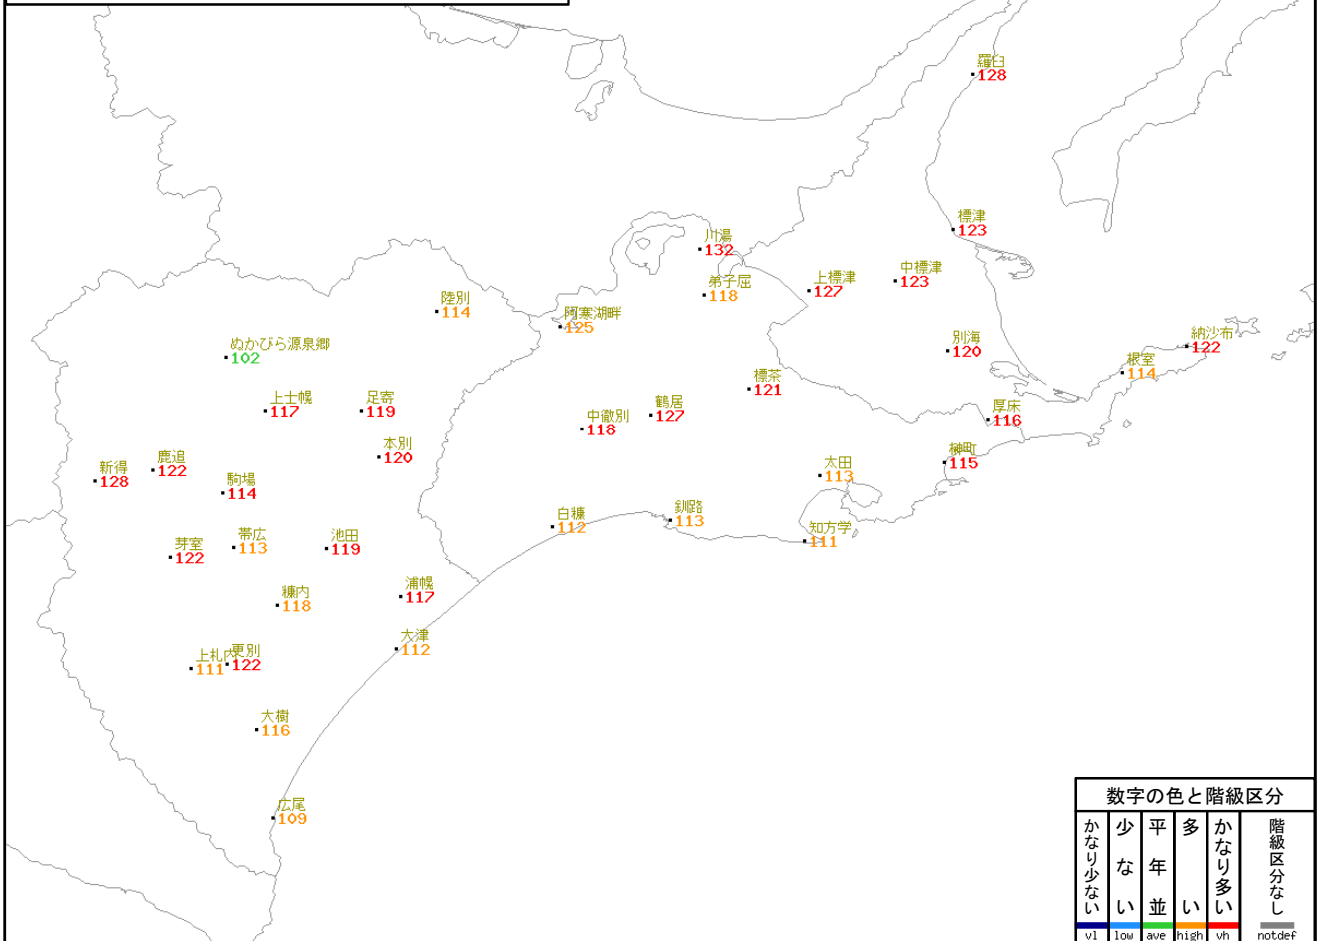 羅臼
128
標津
123
川湯
132
中標津
123
上標津
127
弟子屈
118
陸別
114
阿寒湖畔
125
納沙布
122
ぬかびら源泉郷
102
別海
120
根室
114
標茶
121
上士幌
117
足寄
119
鶴居
127
厚床
116
中徹別
118
本別
120
榊町
115
鹿追
122
太田
113
新得
128
駒場
114
白糠
112
釧路
113
知方学
111
帯広
113
池田
119
芽室
122
浦幌
117
糠内
118
大津
112
更別
122
上札内
111
大樹
116
広尾
109
数字の色と階級区分
かなり少ない
少ない
平年並
多い
かなり多い
階級区分なし
vl
low
ave
high
vh
notdef